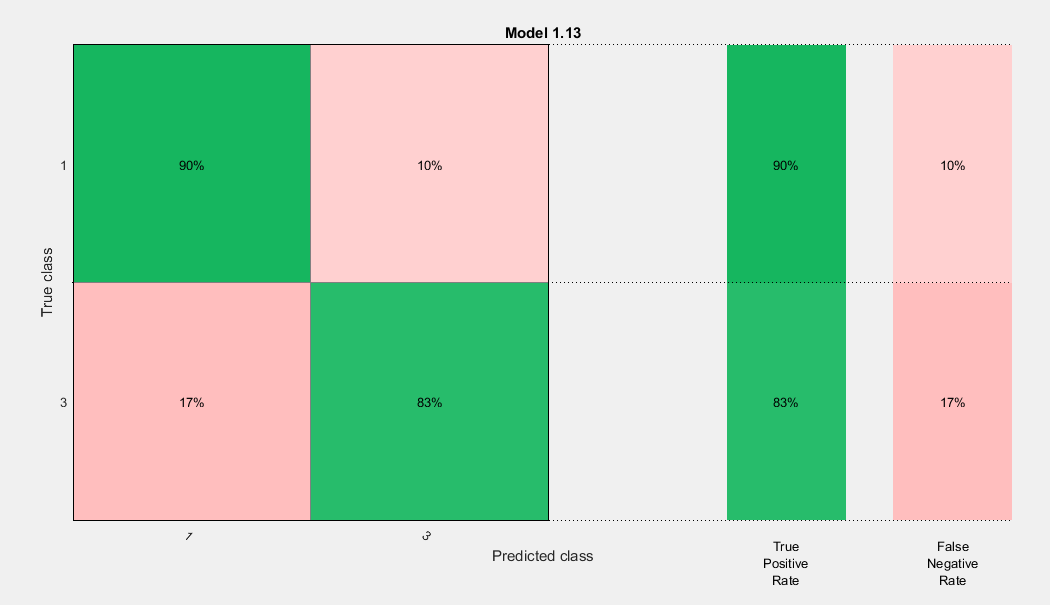 Model 1.13
1
90%
10%
90%
10%
True class
3
17%
83%
83%
17%
1
3
Predicted class
True
Positive
Rate
False
Negative
Rate